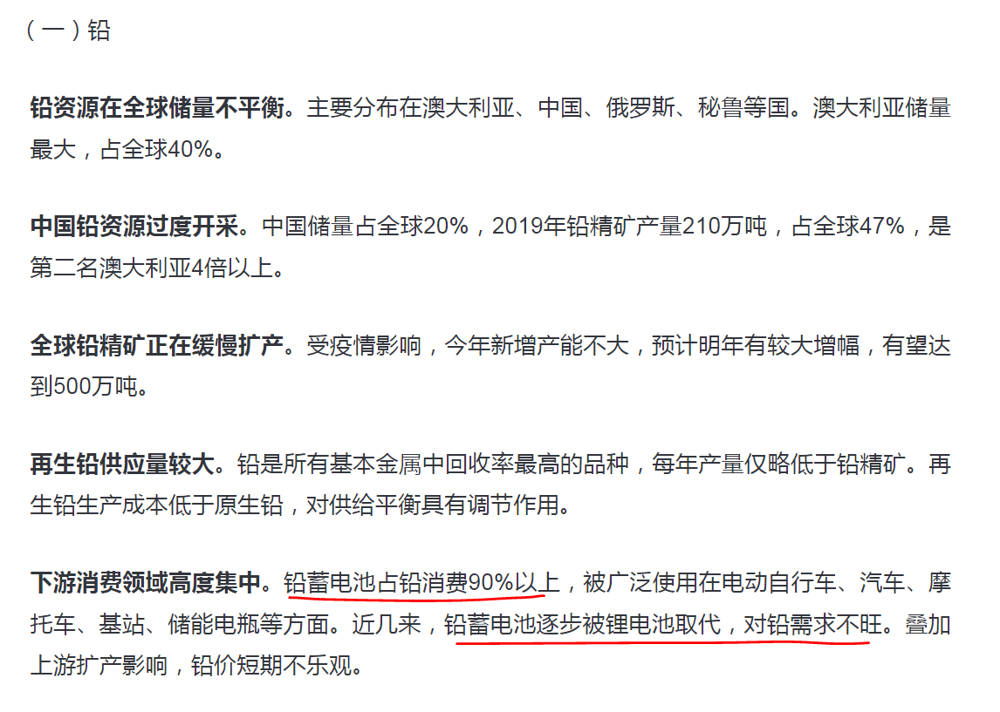 （一）铅
铅资源在全球储量不平衡。主要分布在澳大利亚、中国、俄罗斯、秘鲁等国。澳大利亚储量
最大，占全球40%。
中国铅资源过度开采。中国储量占全球20%，2019年铅精矿产量210万吨，占全球47%，是
第二名澳大利亚4倍以上。
全球铅精矿正在缓慢扩产。受疫情影响，今年新增产能不大，预计明年有较大增幅，有望达
到500万吨。
再生铅供应量较大。铅是所有基本金属中回收率最高的品种，每年产量仅略低于铅精矿。再
生铅生产成本低于原生铅，对供给平衡具有调节作用。
下游消费领域高度集中。铅蓄电池占铅消费90%以上，被广泛使用在电动自行车、汽车、摩
托车、基站、储能电瓶等方面。近几来，铅蓄电池逐步被锂电池取代，对铅需求不旺。叠加
上游扩产影响，铅价短期不乐观。